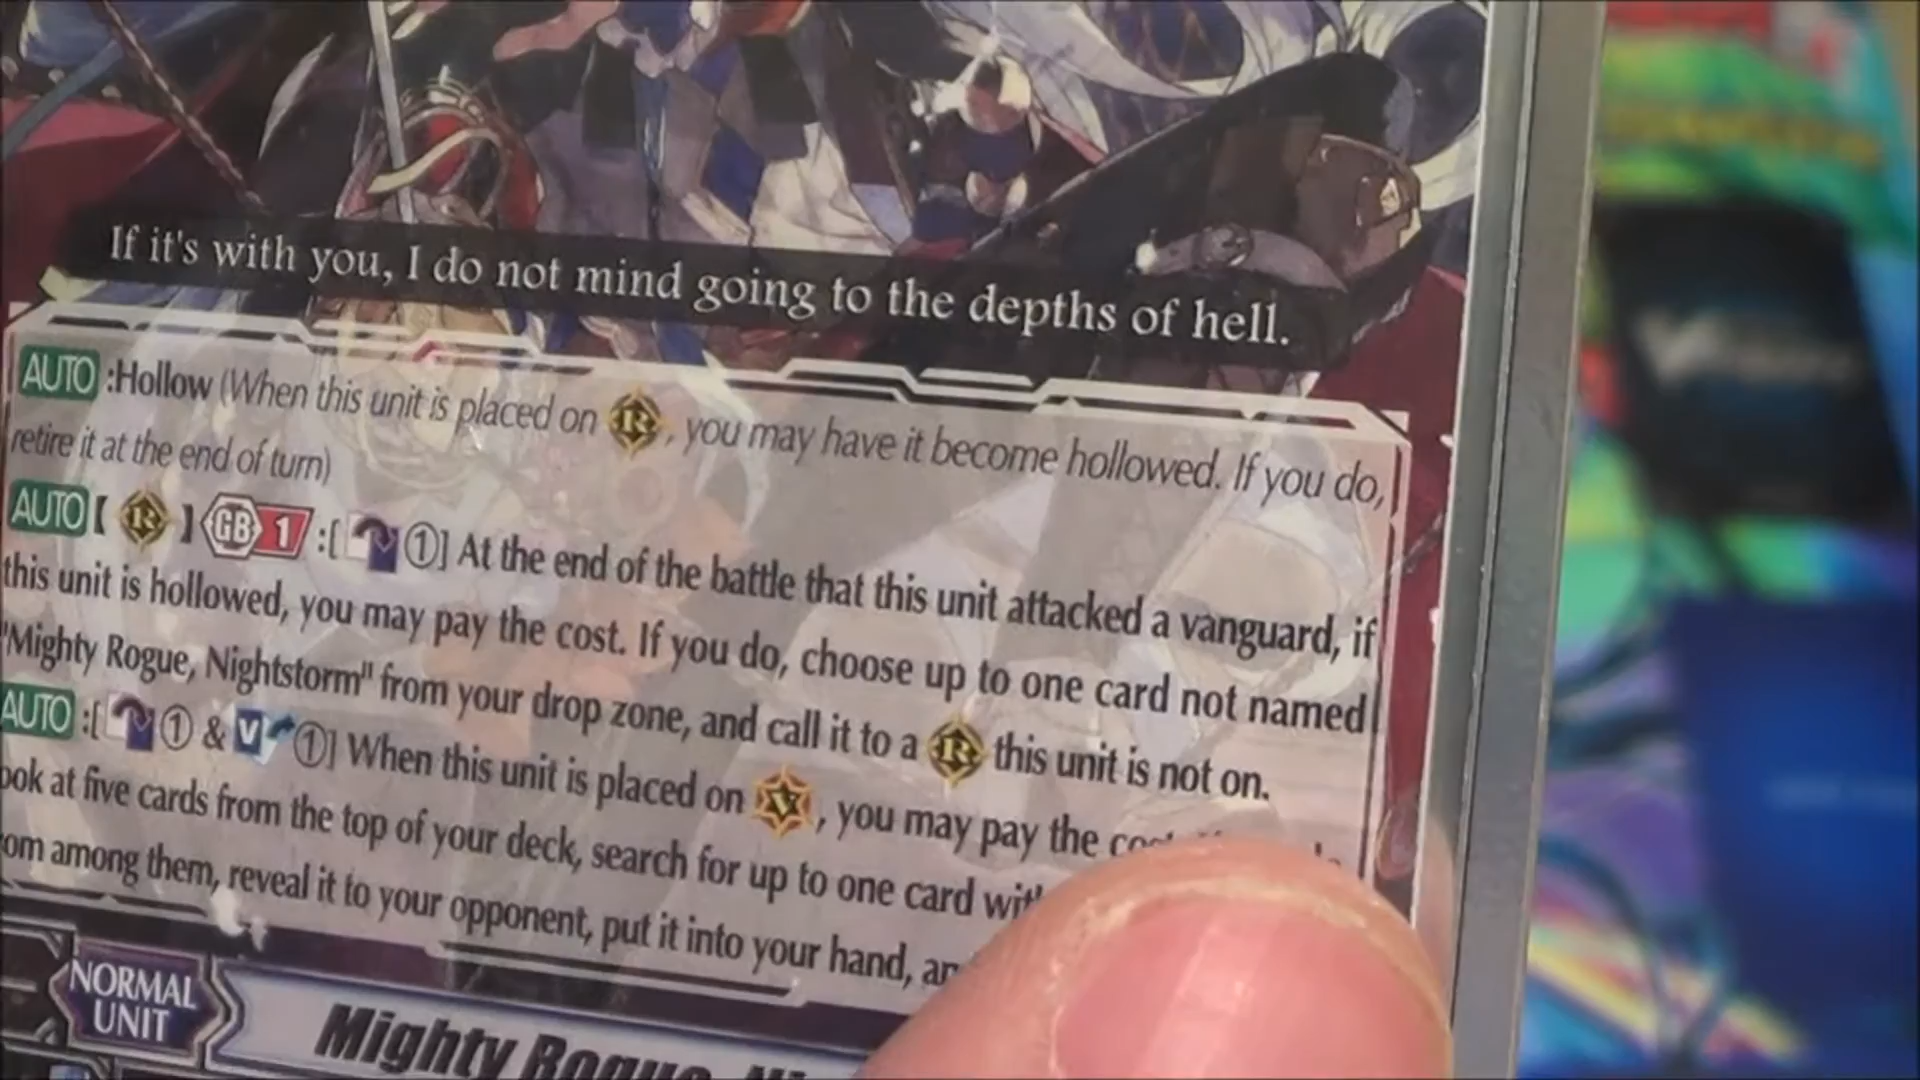 If it's with you, I do not mind going to the depths of hell.
AUTO :Hollow (When this unit is placed on R, you may have it become hollowed. If you do,
retire it at the end of turn)
AUTO【 R 】GB 1 :[ ①] At the end of the battle that this unit attacked a vanguard, if
this unit is hollowed, you may pay the cost. If you do, choose up to one card not named
"Mighty Rogue, Nightstorm" from your drop zone, and call it to a R this unit is not on.
AUTO :[ ① & V ①] When this unit is placed on V, you may pay the
at five cards from the top of your deck, search for up to one card
among them, reveal it to your opponent, put it into your hand,
NORMAL
UNIT
Mighty Rogue,